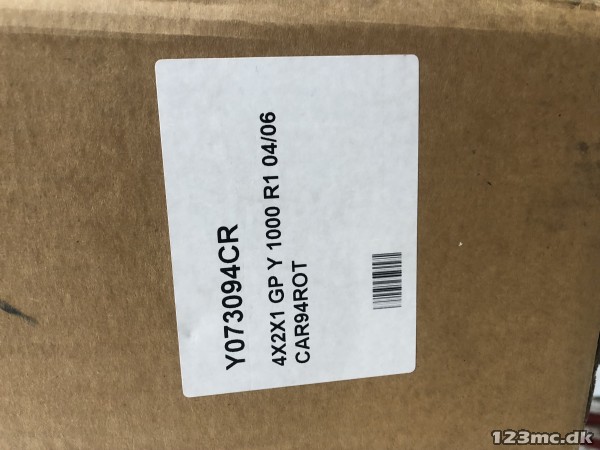 Y073094CR
4X2X1 GP Y 1000 R1 04/06
CAR94ROT
123mc.dk